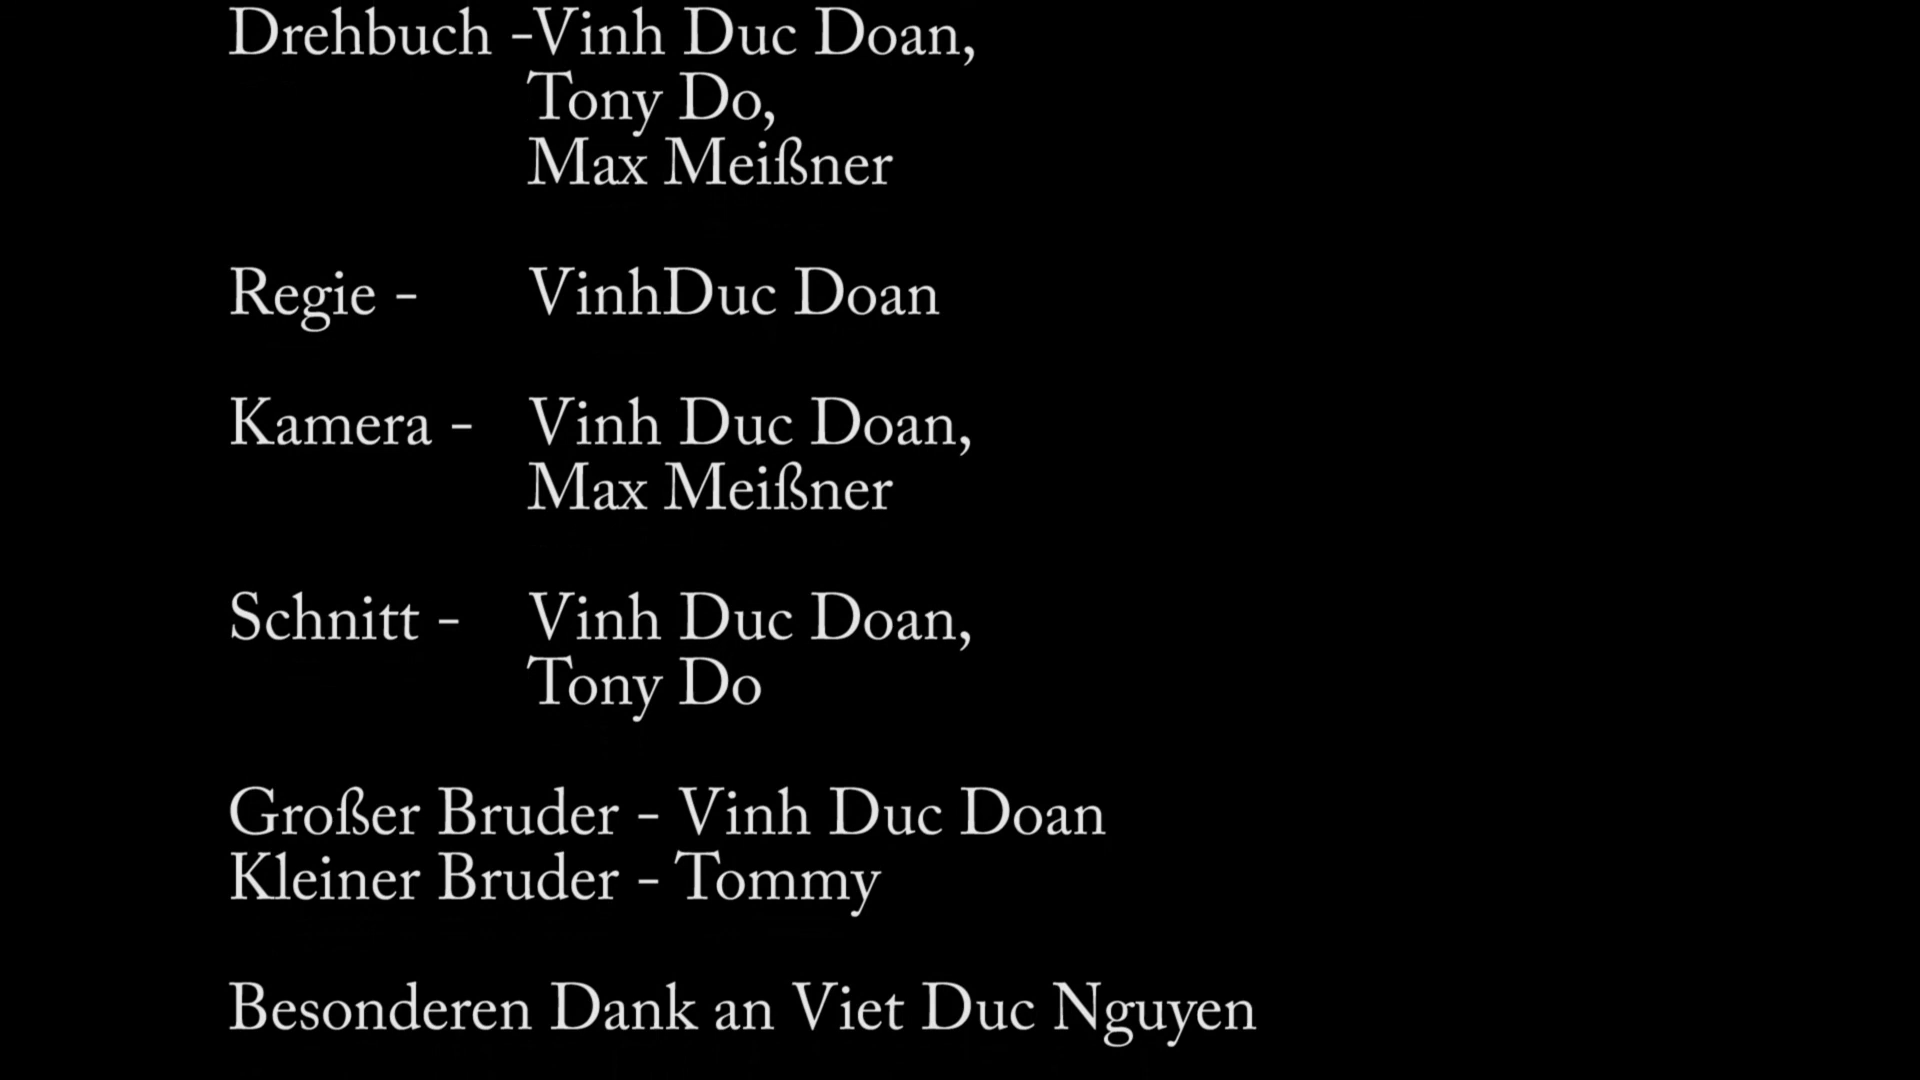 Drehbuch -Vinh Duc Doan,
Tony Do,
Max Meißner
Regie - VinhDuc Doan
Kamera - Vinh Duc Doan,
Max Meißner
Schnitt - Vinh Duc Doan,
Tony Do
Großer Bruder - Vinh Duc Doan
Kleiner Bruder - Tommy
Besonderen Dank an Viet Duc Nguyen